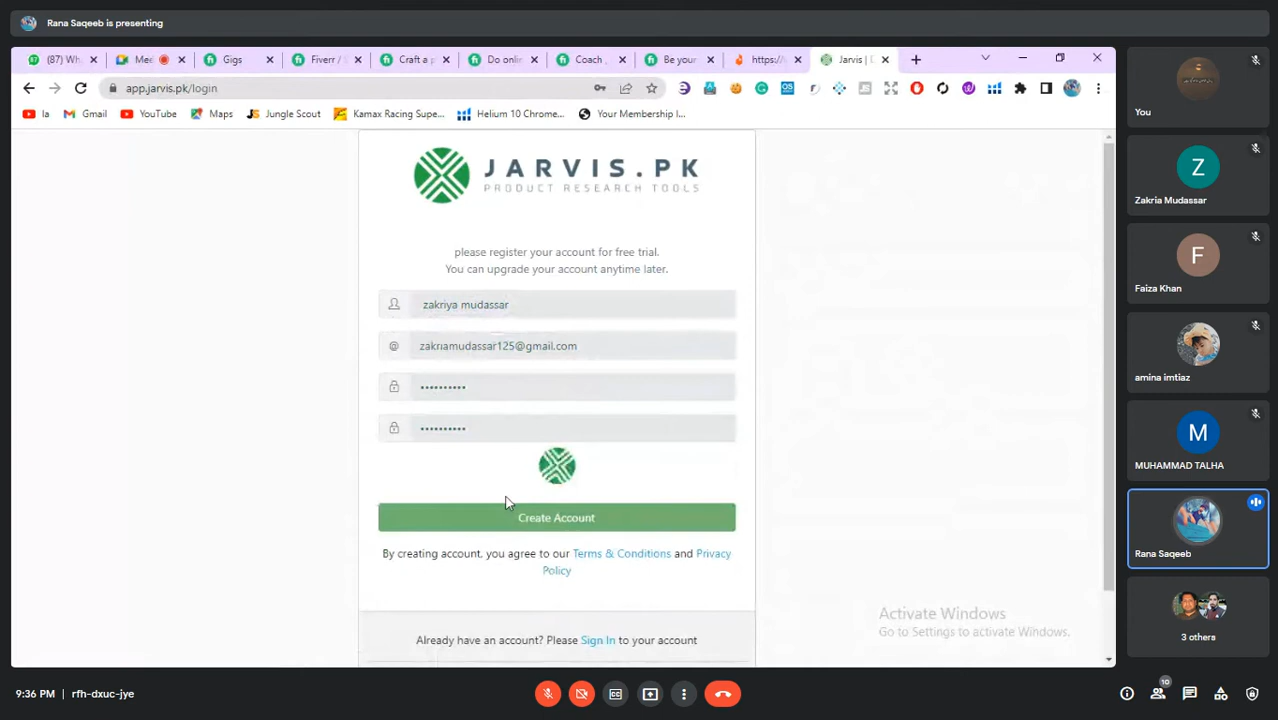 Rana Saqeeb is presenting
(87) Wh
Mee
Gigs
Fiverr / S
Craft a p
Do onlin
Coach
Be your
https://
Jarvis | D
app.jarvis.pk/login
la
Gmail
YouTube
Maps
Jungle Scout
Kamax Racing Supe...
Helium 10 Chrome...
Your Membership I...
JARVIS.PK
PRODUCT RESEARCH TOOLS
please register your account for free trial.
You can upgrade your account anytime later.
zakriya mudassar
@ zakriamudassar125@gmail.com
••••••••••
••••••••••
Create Account
By creating account, you agree to our Terms & Conditions and Privacy
Policy
Already have an account? Please Sign In to your account
Activate Windows
Go to Settings to activate Windows.
You
Z
Zakria Mudassar
F
Faiza Khan
amina imtiaz
M
MUHAMMAD TALHA
Rana Saqeeb
3 others
9:36 PM
rfh-dxuc-jye
10